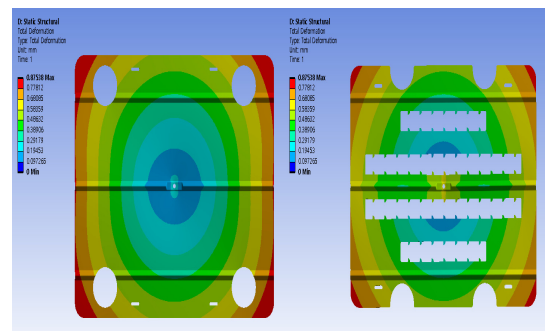 D: Static Structural
Total Deformation
Type: Total Deformation
Unit: mm
Time: 1
0.87538 Max
0.77812
0.68085
0.58359
0.48632
0.38906
0.29179
0.19453
0.097265
0 Min
D: Static Structural
Total Deformation
Type: Total Deformation
Unit: mm
Time: 1
0.87538 Max
0.77812
0.68085
0.58359
0.48632
0.38906
0.29179
0.19453
0.097265
0 Min